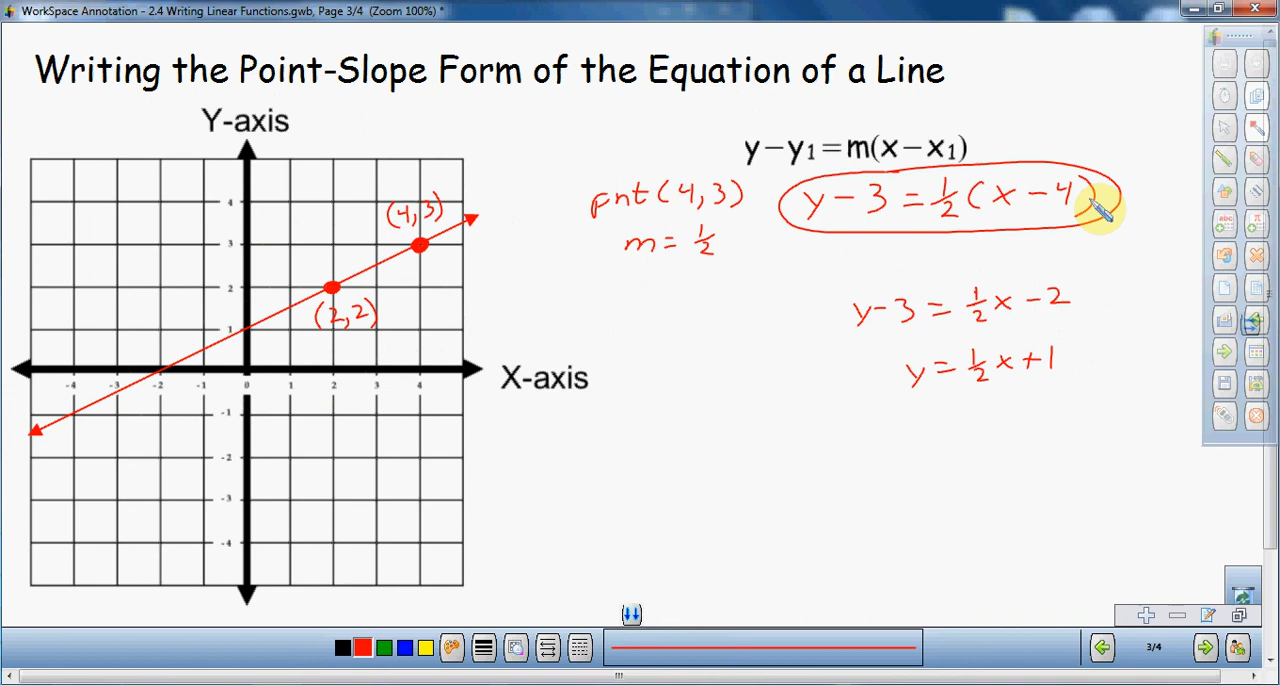 WorkSpace Annotation - 2.4 Writing Linear Functions.gwb, Page 3/4 (Zoom 100%) *
Writing the Point-Slope Form of the Equation of a Line
Y-axis
y−y₁=m(x−x₁)
pnt (4,3)
y − 3 = 1/2 (x − 4)
m = 1/2
(4,3)
4
3
2
1
(2,2)
y−3 = 1/2 x − 2
y = 1/2 x + 1
-4 -3 -2 -1 0 1 2 3 4
X-axis
-1
-2
-3
-4
abc
π
3/4